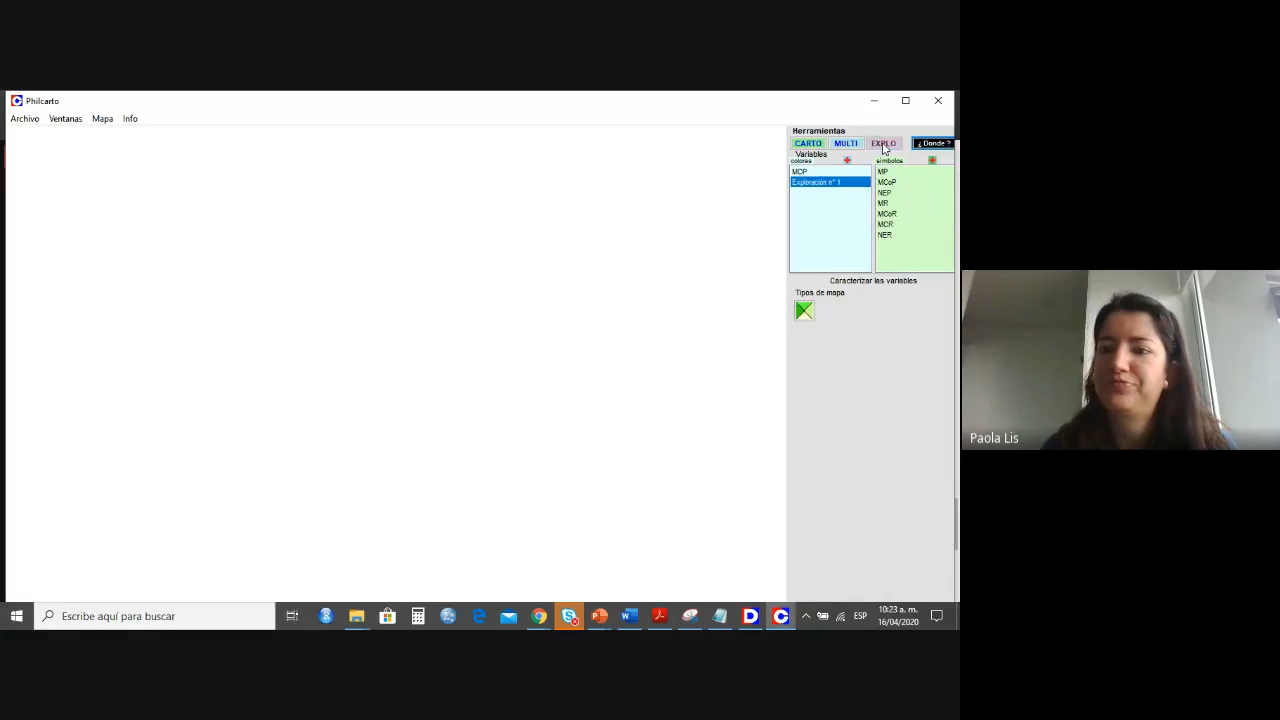 Philcarto
Archivo Ventanas Mapa Info
Herramientas
CARTO MULTI EXPLO ¿ Donde ?
Variables
colores simbolos
MCP
Exploración n° 1
MP
MCoP
NEP
MR
MCoR
MCR
NER
Caracterizar las variables
Tipos de mapa
Paola Lis
Escribe aquí para buscar
ESP
10:23 a. m.
16/04/2020